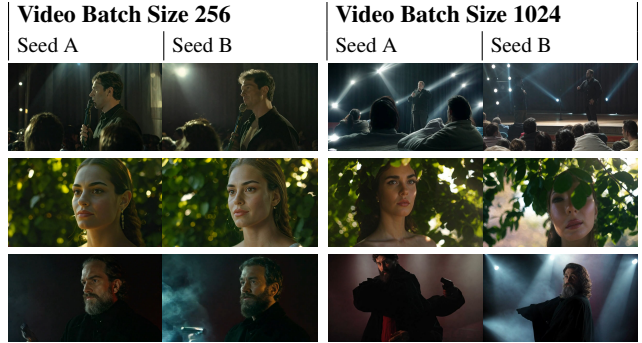 Video Batch Size 256
Video Batch Size 1024
Seed A
Seed B
Seed A
Seed B